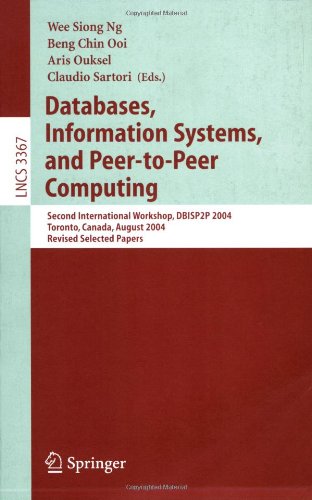 Wee Siong Ng
Beng Chin Ooi
Aris Ouksel
Claudio Sartori (Eds.)
LNCS 3367
Databases,
Information Systems,
and Peer-to-Peer
Computing
Second International Workshop, DBISP2P 2004
Toronto, Canada, August 2004
Revised Selected Papers
Springer